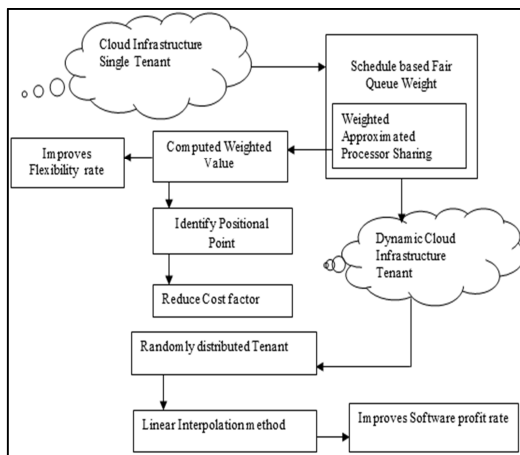 Cloud Infrastructure
Single Tenant
Schedule based Fair
Queue Weight
Weighted
Approximated
Processor Sharing
Computed Weighted
Value
Improves
Flexibility rate
Identify Positional
Point
Dynamic Cloud
Infrastructure
Tenant
Reduce Cost factor
Randomly distributed Tenant
Linear Interpolation method
Improves Software profit rate